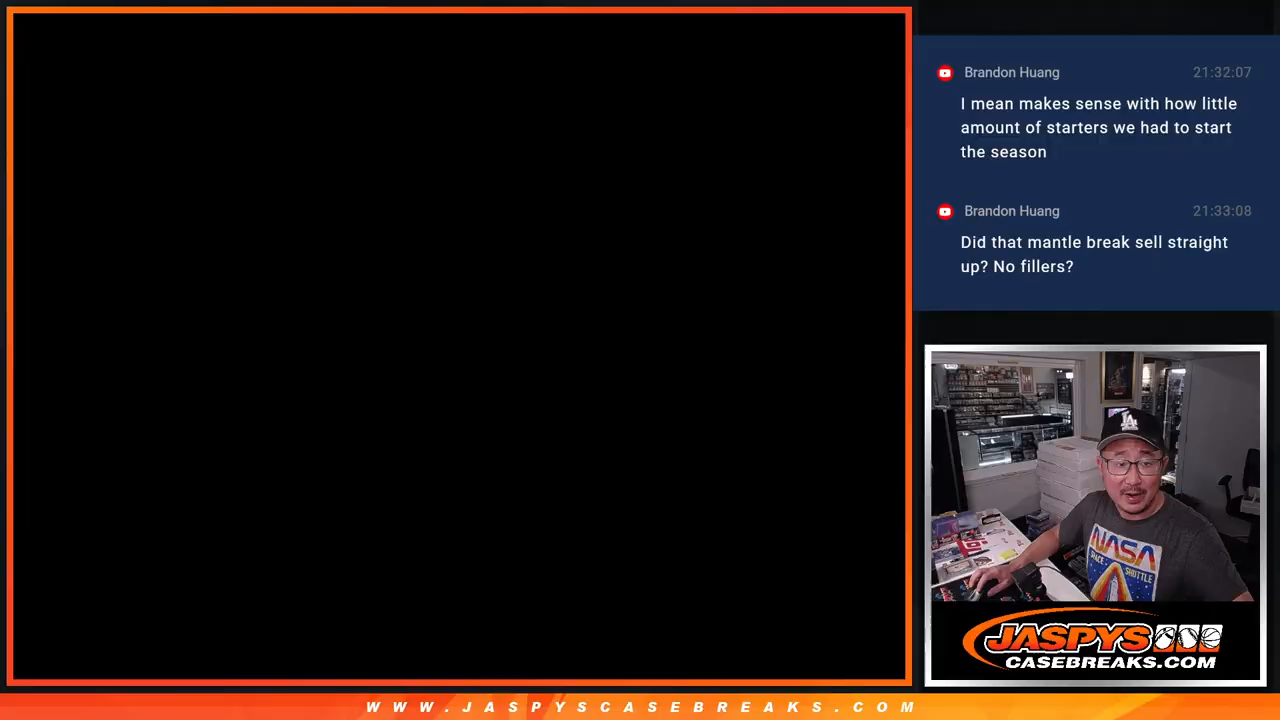 Brandon Huang 21:32:07
I mean makes sense with how little
amount of starters we had to start
the season
Brandon Huang 21:33:08
Did that mantle break sell straight
up? No fillers?
LA
NASA
SPACE SHUTTLE
JASPYS
CASEBREAKS.COM
WWW.JASPYSCASEBREAKS.COM